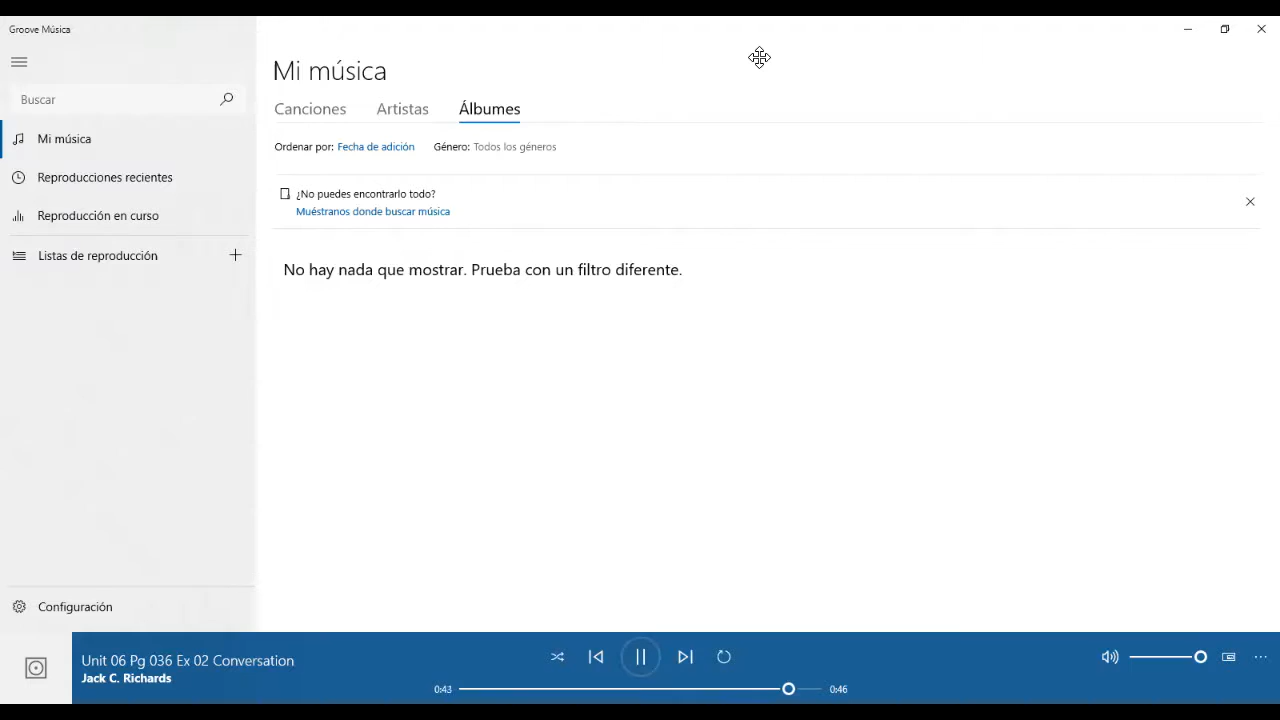 Groove Música
Buscar
Mi música
Reproducciones recientes
Reproducción en curso
Listas de reproducción
Configuración
Mi música
Canciones Artistas Álbumes
Ordenar por: Fecha de adición Género: Todos los géneros
¿No puedes encontrarlo todo?
Muéstranos donde buscar música
No hay nada que mostrar. Prueba con un filtro diferente.
Unit 06 Pg 036 Ex 02 Conversation
Jack C. Richards
0:43 0:46